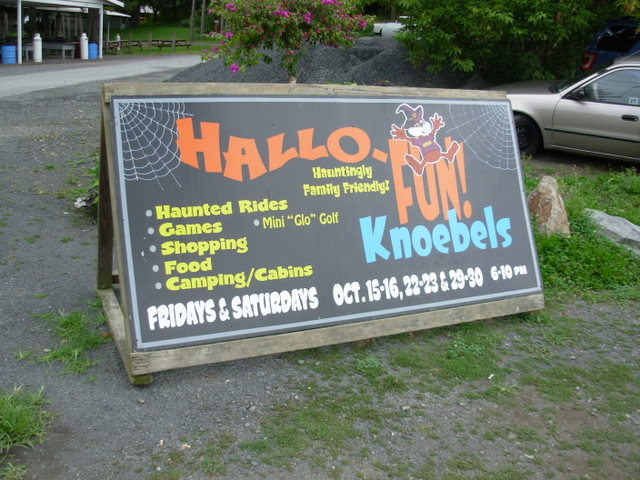 HALLO-
FUN!
Hauntingly
Family Friendly!
Knoebels
• Haunted Rides
• Games
• Mini "Glo" Golf
• Shopping
• Food
• Camping/Cabins
FRIDAYS & SATURDAYS OCT. 15-16, 22-23 & 29-30 6-10 PM